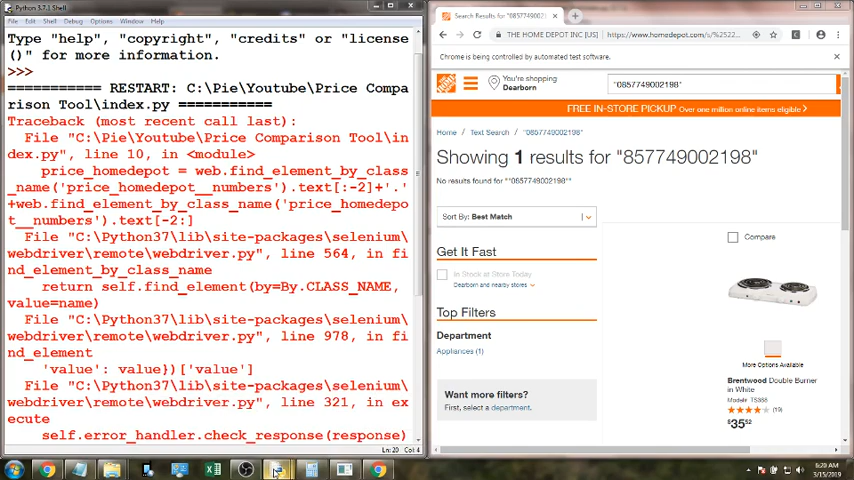 Python 3.7.1 Shell
File Edit Shell Debug Options Window Help
Type "help", "copyright", "credits" or "license
()" for more information.
>>>
=========== RESTART: C:\Pie\Youtube\Price Compa
rison Tool\index.py ============
Traceback (most recent call last):
File "C:\Pie\Youtube\Price Comparison Tool\in
dex.py", line 10, in <module>
price_homedepot = web.find_element_by_class
_name('price_homedepot__numbers').text[:-2]+'.'
+web.find_element_by_class_name('price_homedepo
t__numbers').text[-2:]
File "C:\Python37\lib\site-packages\selenium\
webdriver\remote\webdriver.py", line 564, in fi
nd_element_by_class_name
return self.find_element(by=By.CLASS_NAME,
value=name)
File "C:\Python37\lib\site-packages\selenium\
webdriver\remote\webdriver.py", line 978, in fi
nd_element
'value': value})['value']
File "C:\Python37\lib\site-packages\selenium\
webdriver\remote\webdriver.py", line 321, in ex
ecute
self.error_handler.check_response(response)
Ln: 20 Col: 4
Search Results for "0857749002198"
THE HOME DEPOT INC [US] https://www.homedepot.com/s/%2522
Chrome is being controlled by automated test software.
You're shopping
Dearborn
"0857749002198"
FREE IN-STORE PICKUP Over one million online items eligible
Home / Text Search / "0857749002198"
Showing 1 results for "857749002198"
No results found for ""0857749002198""
Sort By: Best Match
Get It Fast
In Stock at Store Today
Dearborn and nearby stores
Top Filters
Department
Appliances (1)
Want more filters?
First, select a department.
Compare
More Options Available
Brentwood Double Burner
in White
(19)
$35 52
6:20 AM
3/15/2019